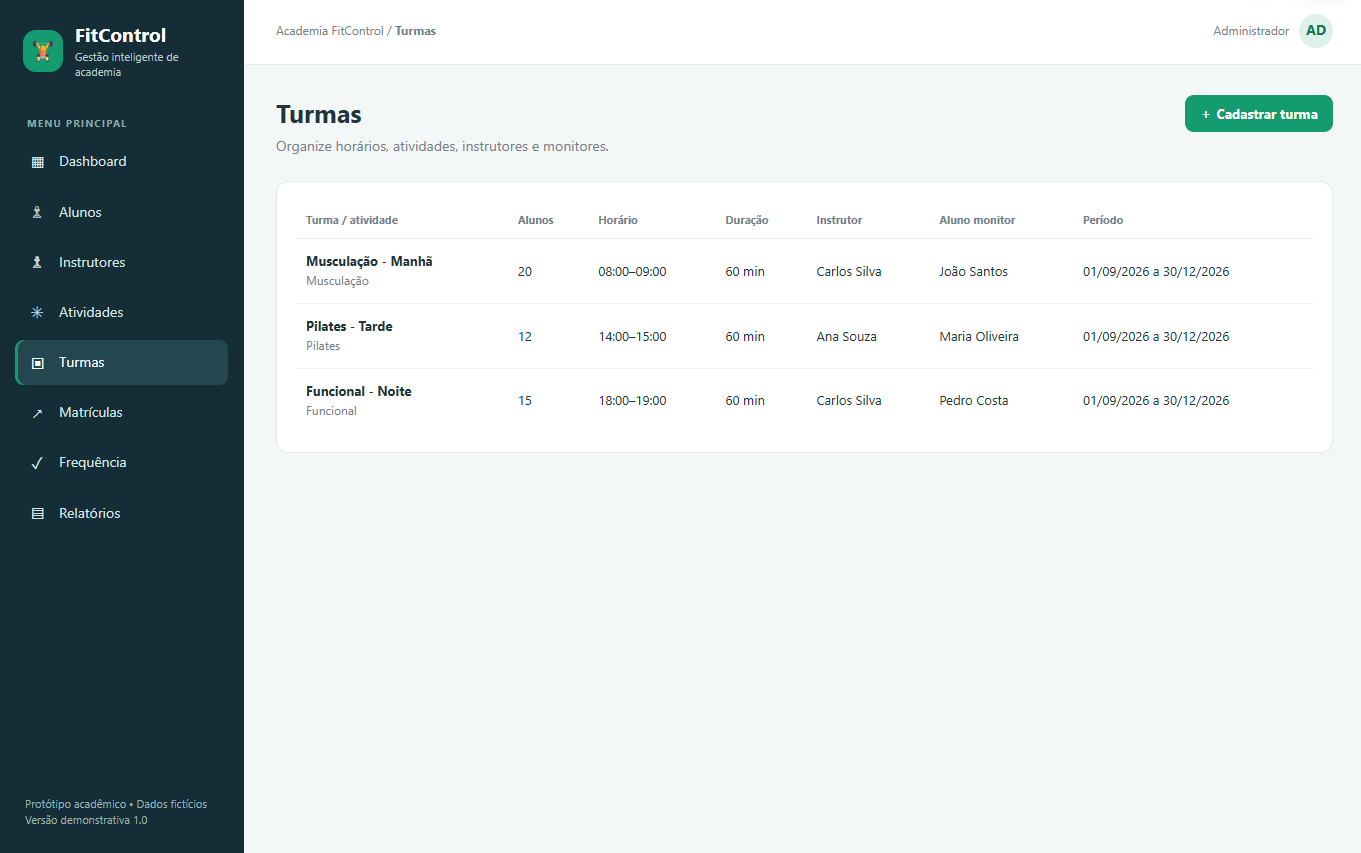 FitControl
Gestão inteligente de
academia
MENU PRINCIPAL
Dashboard
Alunos
Instrutores
Atividades
Turmas
Matrículas
Frequência
Relatórios
Protótipo acadêmico • Dados fictícios
Versão demonstrativa 1.0
Academia FitControl / Turmas
Administrador AD
Turmas
+ Cadastrar turma
Organize horários, atividades, instrutores e monitores.
Turma / atividade Alunos Horário Duração Instrutor Aluno monitor Período
Musculação - Manhã
Musculação
20 08:00–09:00 60 min Carlos Silva João Santos 01/09/2026 a 30/12/2026
Pilates - Tarde
Pilates
12 14:00–15:00 60 min Ana Souza Maria Oliveira 01/09/2026 a 30/12/2026
Funcional - Noite
Funcional
15 18:00–19:00 60 min Carlos Silva Pedro Costa 01/09/2026 a 30/12/2026